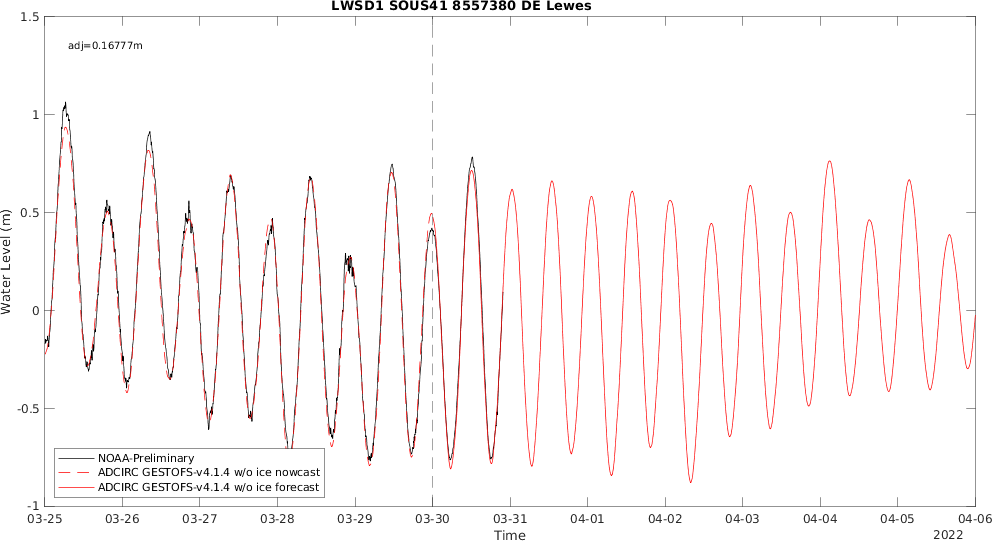 LWSD1 SOUS41 8557380 DE Lewes
adj=0.16777m
1.5
1
0.5
0
-0.5
-1
Water Level (m)
NOAA-Preliminary
ADCIRC GESTOFS-v4.1.4 w/o ice nowcast
ADCIRC GESTOFS-v4.1.4 w/o ice forecast
03-25 03-26 03-27 03-28 03-29 03-30 03-31 04-01 04-02 04-03 04-04 04-05 04-06
Time
2022